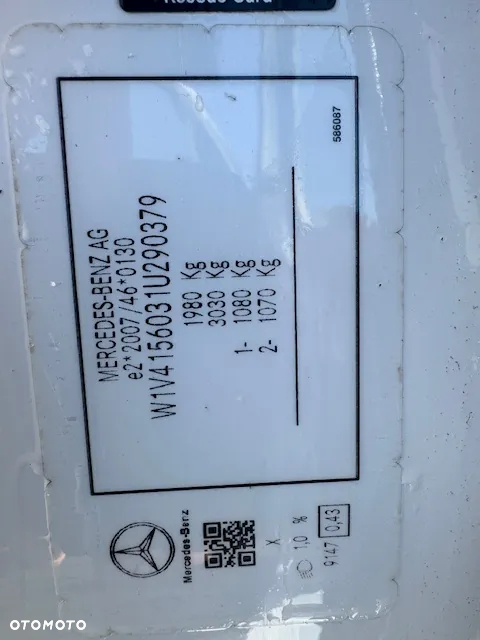 Rescue Card
MERCEDES-BENZ AG
e2*2007/46*0130
W1V4156031U290379
1980 Kg
3030 Kg
1- 1080 Kg
2- 1070 Kg
586087
Mercedes-Benz
X
1,0 %
9147 0,43
OTOMOTO